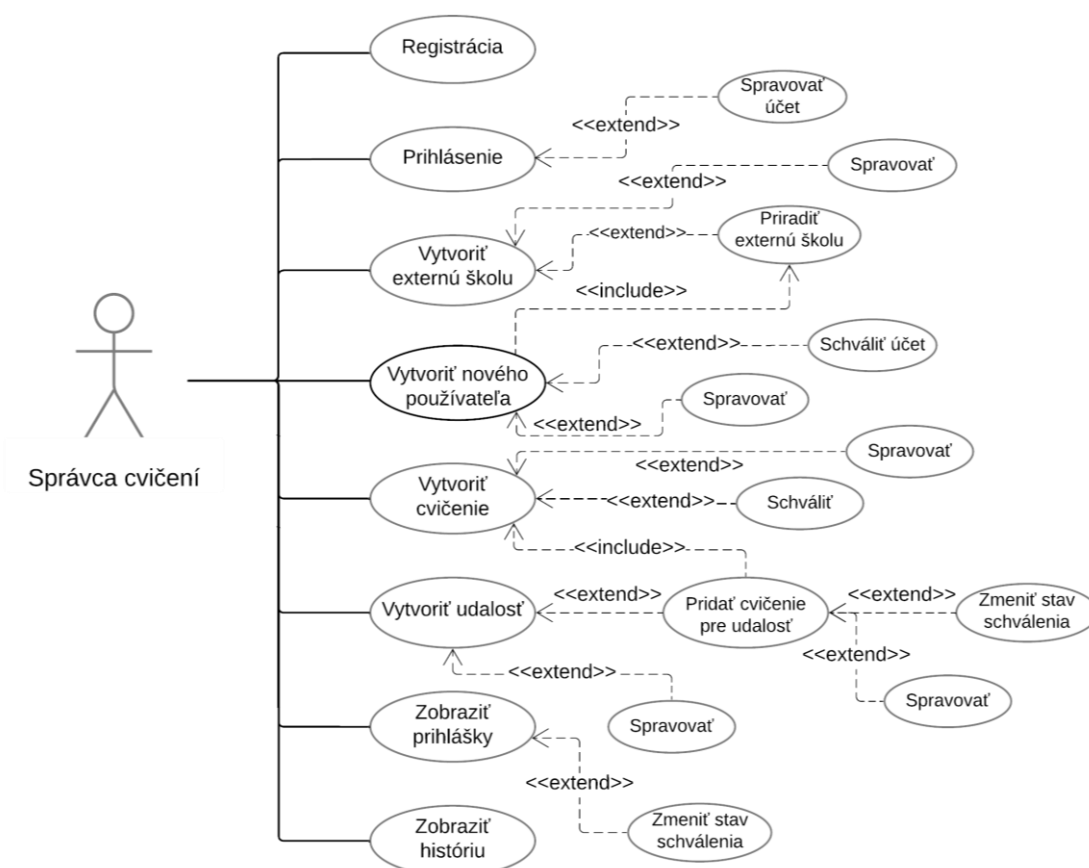 Registrácia
Spravovať
účet
<<extend>>
Prihlásenie
Spravovať
<<extend>>
Priradiť
externú školu
<<extend>>
Vytvoriť
externú školu
<<include>>
Schváliť účet
<<extend>>
Vytvoriť nového
používateľa
Spravovať
<<extend>>
Spravovať
<<extend>>
Správca cvičení
Vytvoriť
cvičenie
<<extend>>
Schváliť
<<include>>
Vytvoriť udalosť
<<extend>>
Pridať cvičenie
pre udalosť
<<extend>>
Zmeniť stav
schválenia
<<extend>>
<<extend>>
Spravovať
Zobraziť
prihlášky
Spravovať
<<extend>>
Zobraziť
históriu
Zmeniť stav
schválenia